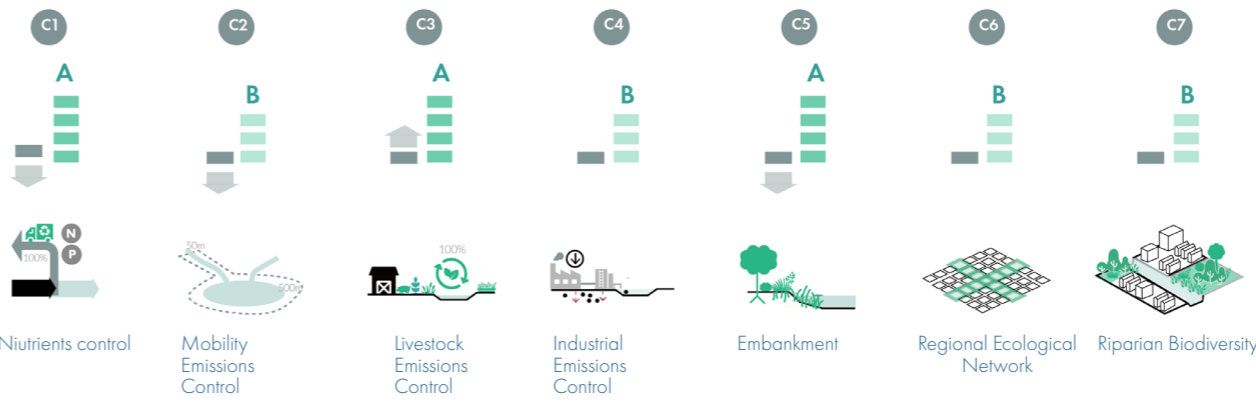 C1
C2
C3
C4
C5
C6
C7
A
B
A
B
A
B
B
N
P
100%
50m
500m
100%
Niutrients control
Mobility
Emissions
Control
Livestock
Emissions
Control
Industrial
Emissions
Control
Embankment
Regional Ecological
Network
Riparian Biodiversity